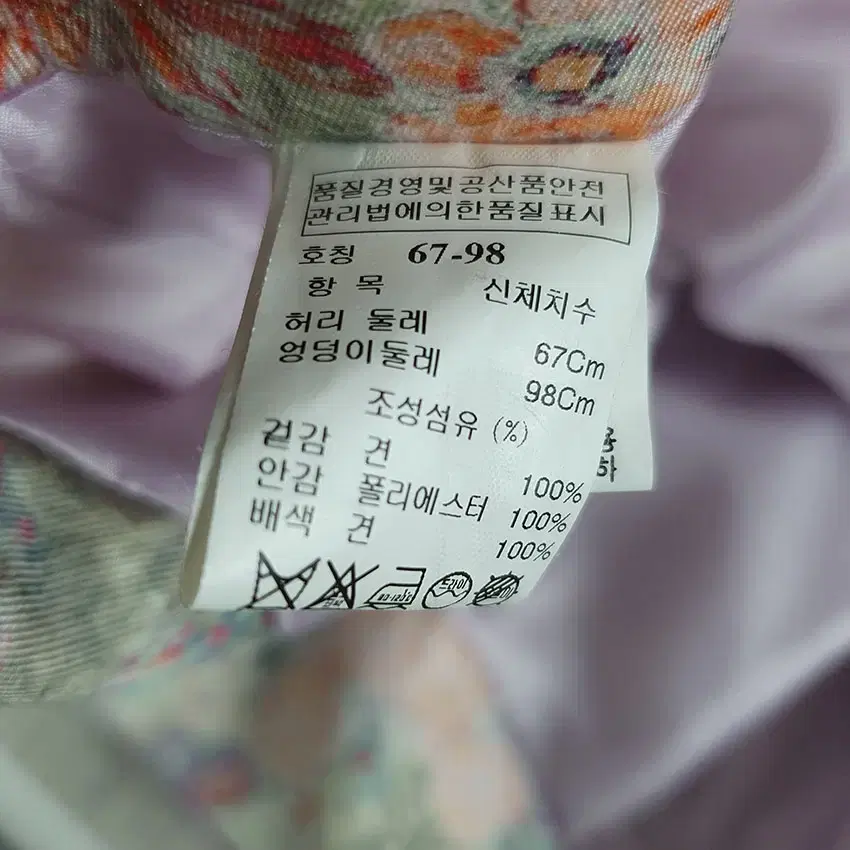 품질경영및공산품안전
관리법에의한품질표시
호칭 67-98
항 목 신체치수
허리 둘레 67Cm
엉덩이둘레 98Cm
조성섬유 (%)
겉감 견 100%
안감 폴리에스터 100%
배색 견 100%
드라이